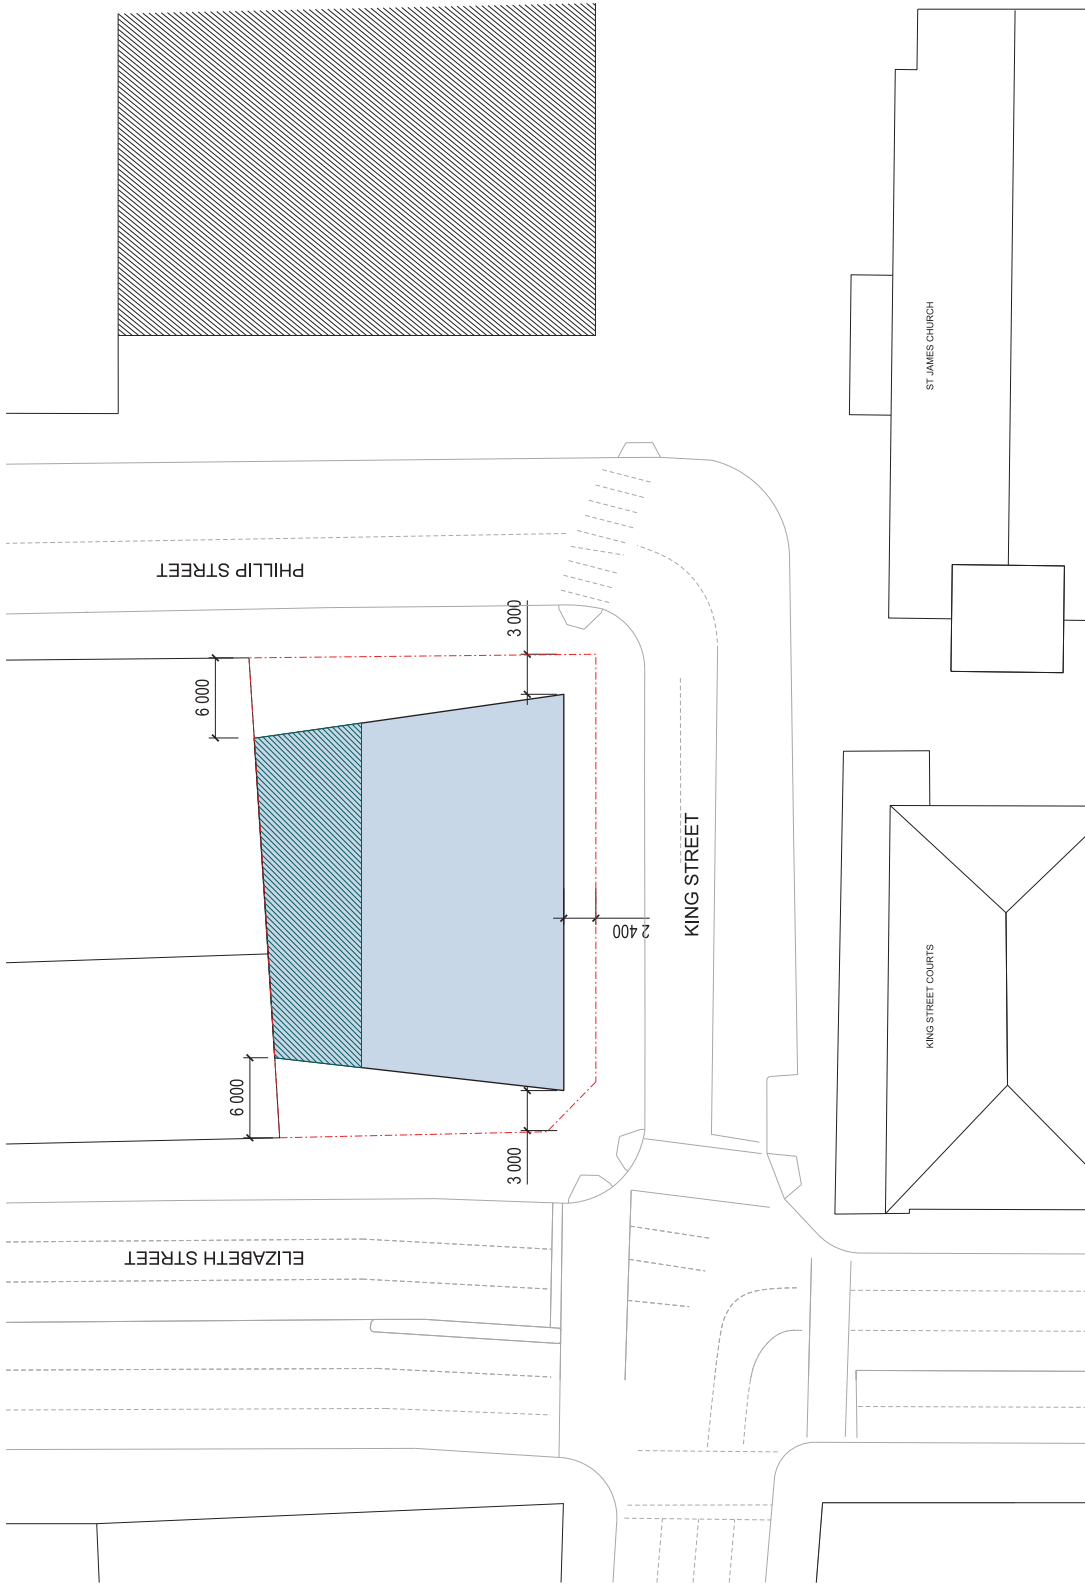 ST JAMES CHURCH
PHILLIP STREET
3 000
6 000
KING STREET
2 400
KING STREET COURTS
6 000
3 000
ELIZABETH STREET